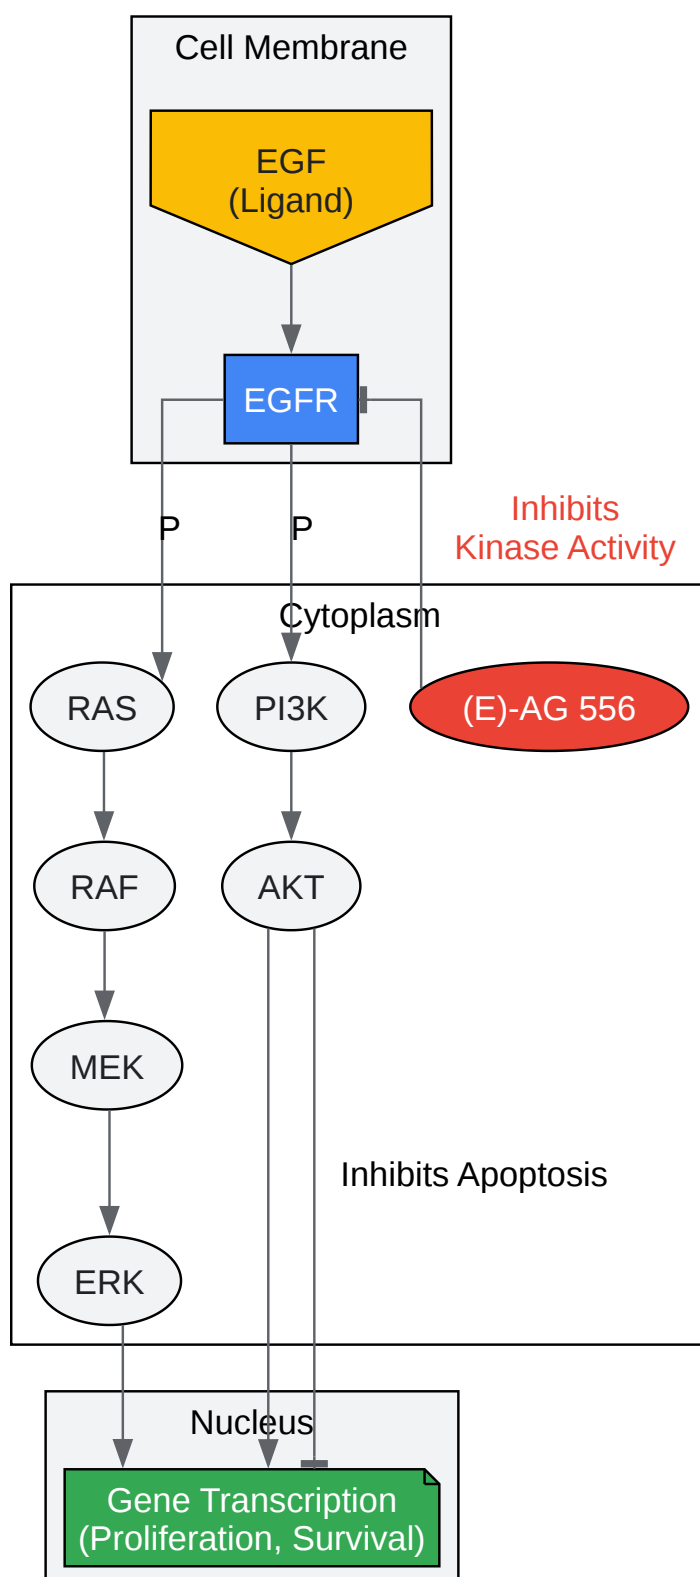 Cell Membrane
EGF
(Ligand)
EGFR
P
P
Inhibits
Kinase Activity
Cytoplasm
RAS
PI3K
(E)-AG 556
RAF
AKT
MEK
Inhibits Apoptosis
ERK
Nucleus
Gene Transcription
(Proliferation, Survival)